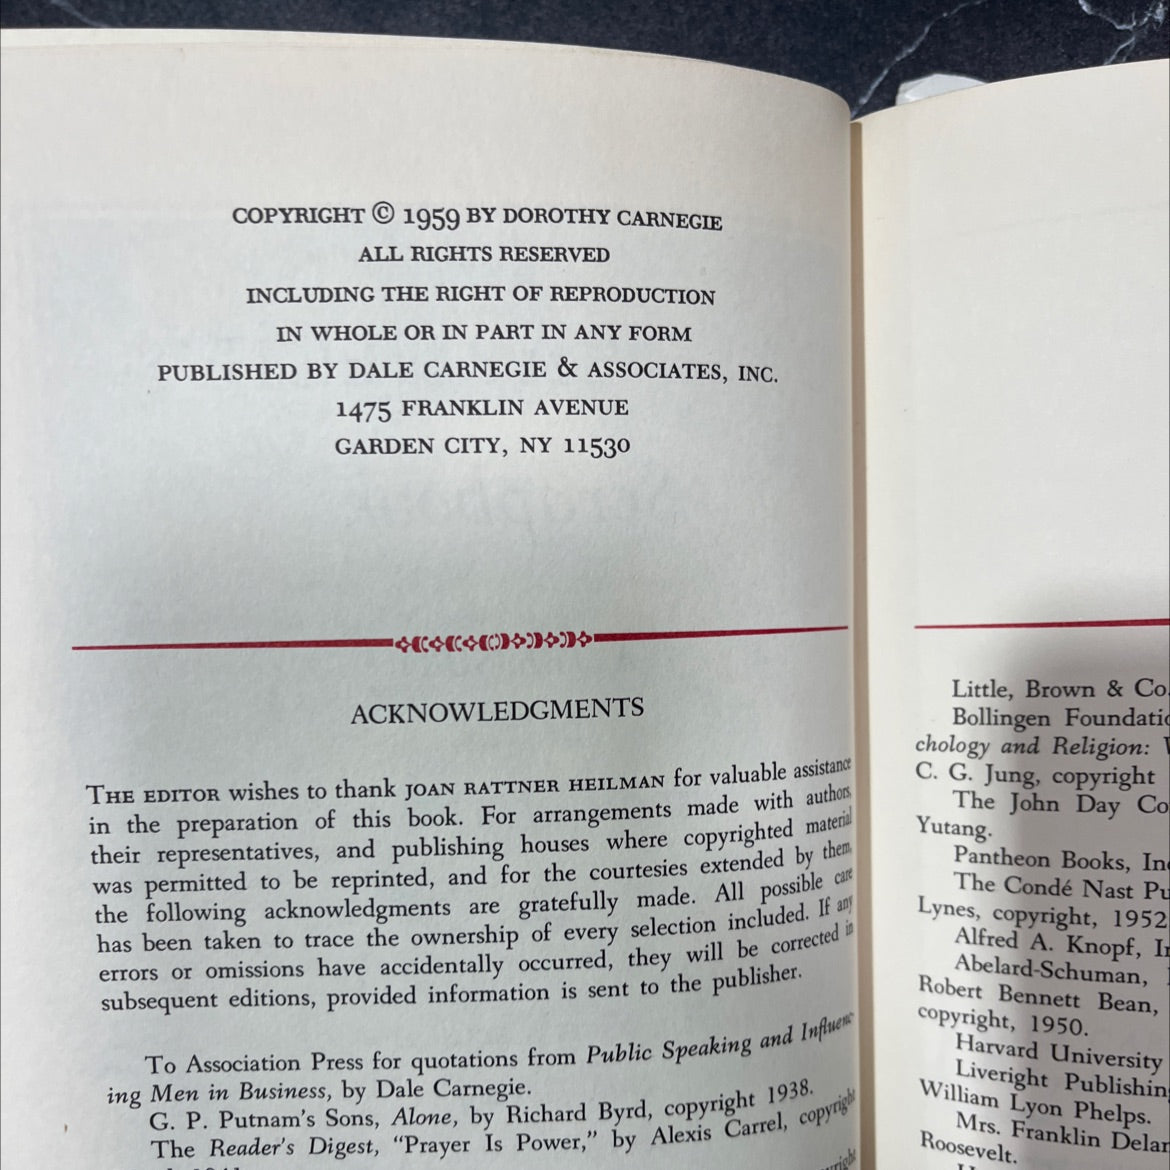 COPYRIGHT © 1959 BY DOROTHY CARNEGIE
ALL RIGHTS RESERVED
INCLUDING THE RIGHT OF REPRODUCTION
IN WHOLE OR IN PART IN ANY FORM
PUBLISHED BY DALE CARNEGIE & ASSOCIATES, INC.
1475 FRANKLIN AVENUE
GARDEN CITY, NY 11530
ACKNOWLEDGMENTS
THE EDITOR wishes to thank JOAN RATTNER HEILMAN for valuable assistance
in the preparation of this book. For arrangements made with authors,
their representatives, and publishing houses where copyrighted material
was permitted to be reprinted, and for the courtesies extended by them,
the following acknowledgments are gratefully made. All possible care
has been taken to trace the ownership of every selection included. If any
errors or omissions have accidentally occurred, they will be corrected in
subsequent editions, provided information is sent to the publisher.
To Association Press for quotations from Public Speaking and Influenc-
ing Men in Business, by Dale Carnegie.
G. P. Putnam's Sons, Alone, by Richard Byrd, copyright 1938.
The Reader's Digest, "Prayer Is Power," by Alexis Carrel, copyright
Little, Brown & Co
Bollingen Foundatio
chology and Religion:
C. G. Jung, copyright
The John Day Co
Yutang.
Pantheon Books, Inc
The Condé Nast Pu
Lynes, copyright, 1952
Alfred A. Knopf, In
Abelard-Schuman,
Robert Bennett Bean,
copyright, 1950.
Harvard University
Liveright Publishing
William Lyon Phelps.
Mrs. Franklin Delan
Roosevelt.